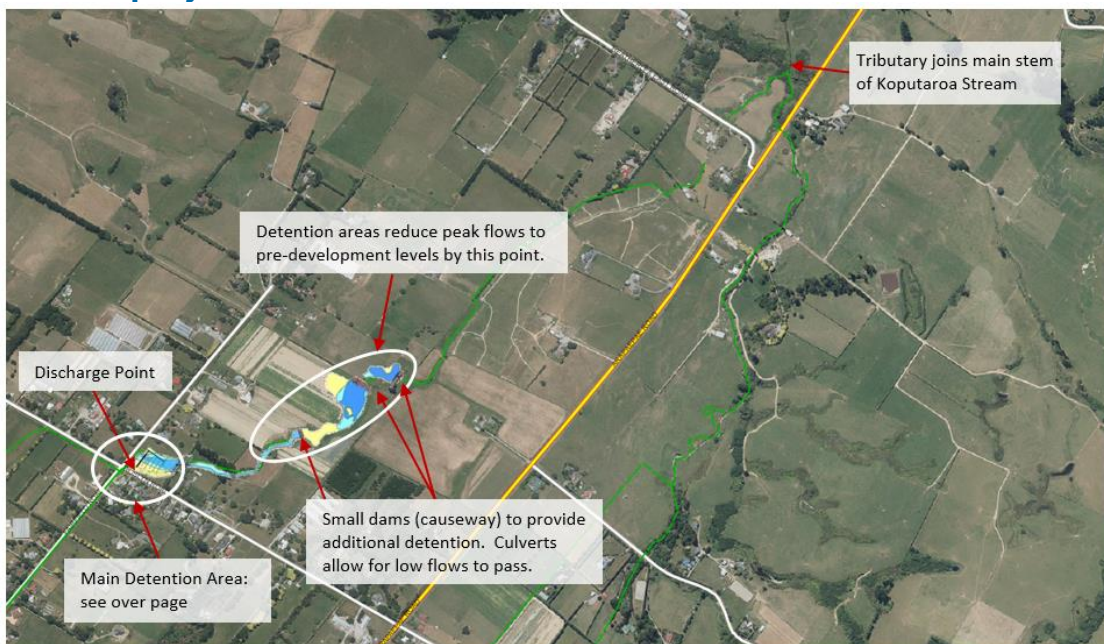 Tributary joins main stem
of Koputaroa Stream
Detention areas reduce peak flows to
pre-development levels by this point.
Discharge Point
Small dams (causeway) to provide
additional detention. Culverts
allow for low flows to pass.
Main Detention Area:
see over page